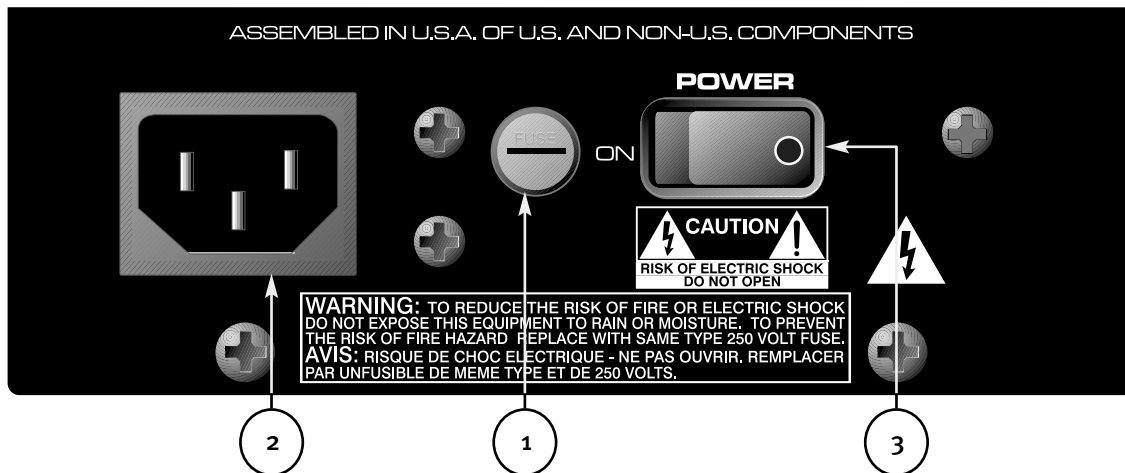 ASSEMBLED IN U.S.A. OF U.S. AND NON-U.S. COMPONENTS
POWER
FUSE
ON
CAUTION
RISK OF ELECTRIC SHOCK
DO NOT OPEN
WARNING: TO REDUCE THE RISK OF FIRE OR ELECTRIC SHOCK
DO NOT EXPOSE THIS EQUIPMENT TO RAIN OR MOISTURE. TO PREVENT
THE RISK OF FIRE HAZARD REPLACE WITH SAME TYPE 250 VOLT FUSE.
AVIS: RISQUE DE CHOC ELECTRIQUE - NE PAS OUVRIR. REMPLACER
PAR UNFUSIBLE DE MEME TYPE ET DE 250 VOLTS.
2
1
3